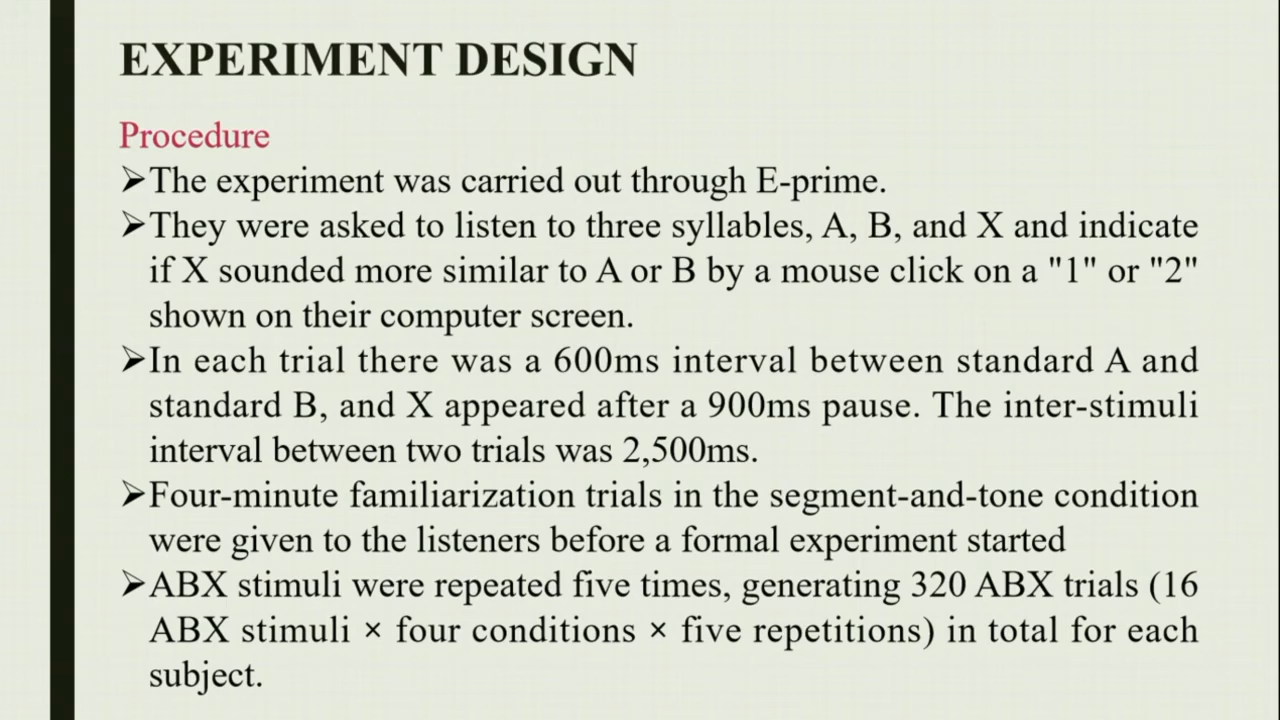 EXPERIMENT DESIGN
Procedure
➢The experiment was carried out through E-prime.
➢They were asked to listen to three syllables, A, B, and X and indicate
if X sounded more similar to A or B by a mouse click on a "1" or "2"
shown on their computer screen.
➢In each trial there was a 600ms interval between standard A and
standard B, and X appeared after a 900ms pause. The inter-stimuli
interval between two trials was 2,500ms.
➢Four-minute familiarization trials in the segment-and-tone condition
were given to the listeners before a formal experiment started
➢ABX stimuli were repeated five times, generating 320 ABX trials (16
ABX stimuli × four conditions × five repetitions) in total for each
subject.